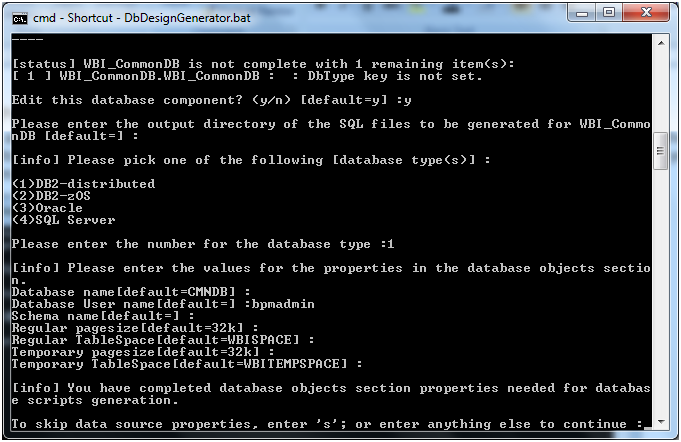 cmd - Shortcut - DbDesignGenerator.bat
----
[status] WBI_CommonDB is not complete with 1 remaining item(s):
[ 1 ] WBI_CommonDB.WBI_CommonDB :  : DbType key is not set.
Edit this database component? (y/n) [default=y] :y
Please enter the output directory of the SQL files to be generated for WBI_Commo
nDB [default=] :
[info] Please pick one of the following [database type(s)] :
(1)DB2-distributed
(2)DB2-zOS
(3)Oracle
(4)SQL Server
Please enter the number for the database type :1
[info] Please enter the values for the properties in the database objects sectio
n.
Database name[default=CMNDB] :
Database User name[default=] :bpmadmin
Schema name[default=] :
Regular pagesize[default=32k] :
Regular TableSpace[default=WBISPACE] :
Temporary pagesize[default=32k] :
Temporary TableSpace[default=WBITEMPSPACE] :
[info] You have completed database objects section properties needed for databas
e scripts generation.
To skip data source properties, enter 's'; or enter anything else to continue :_